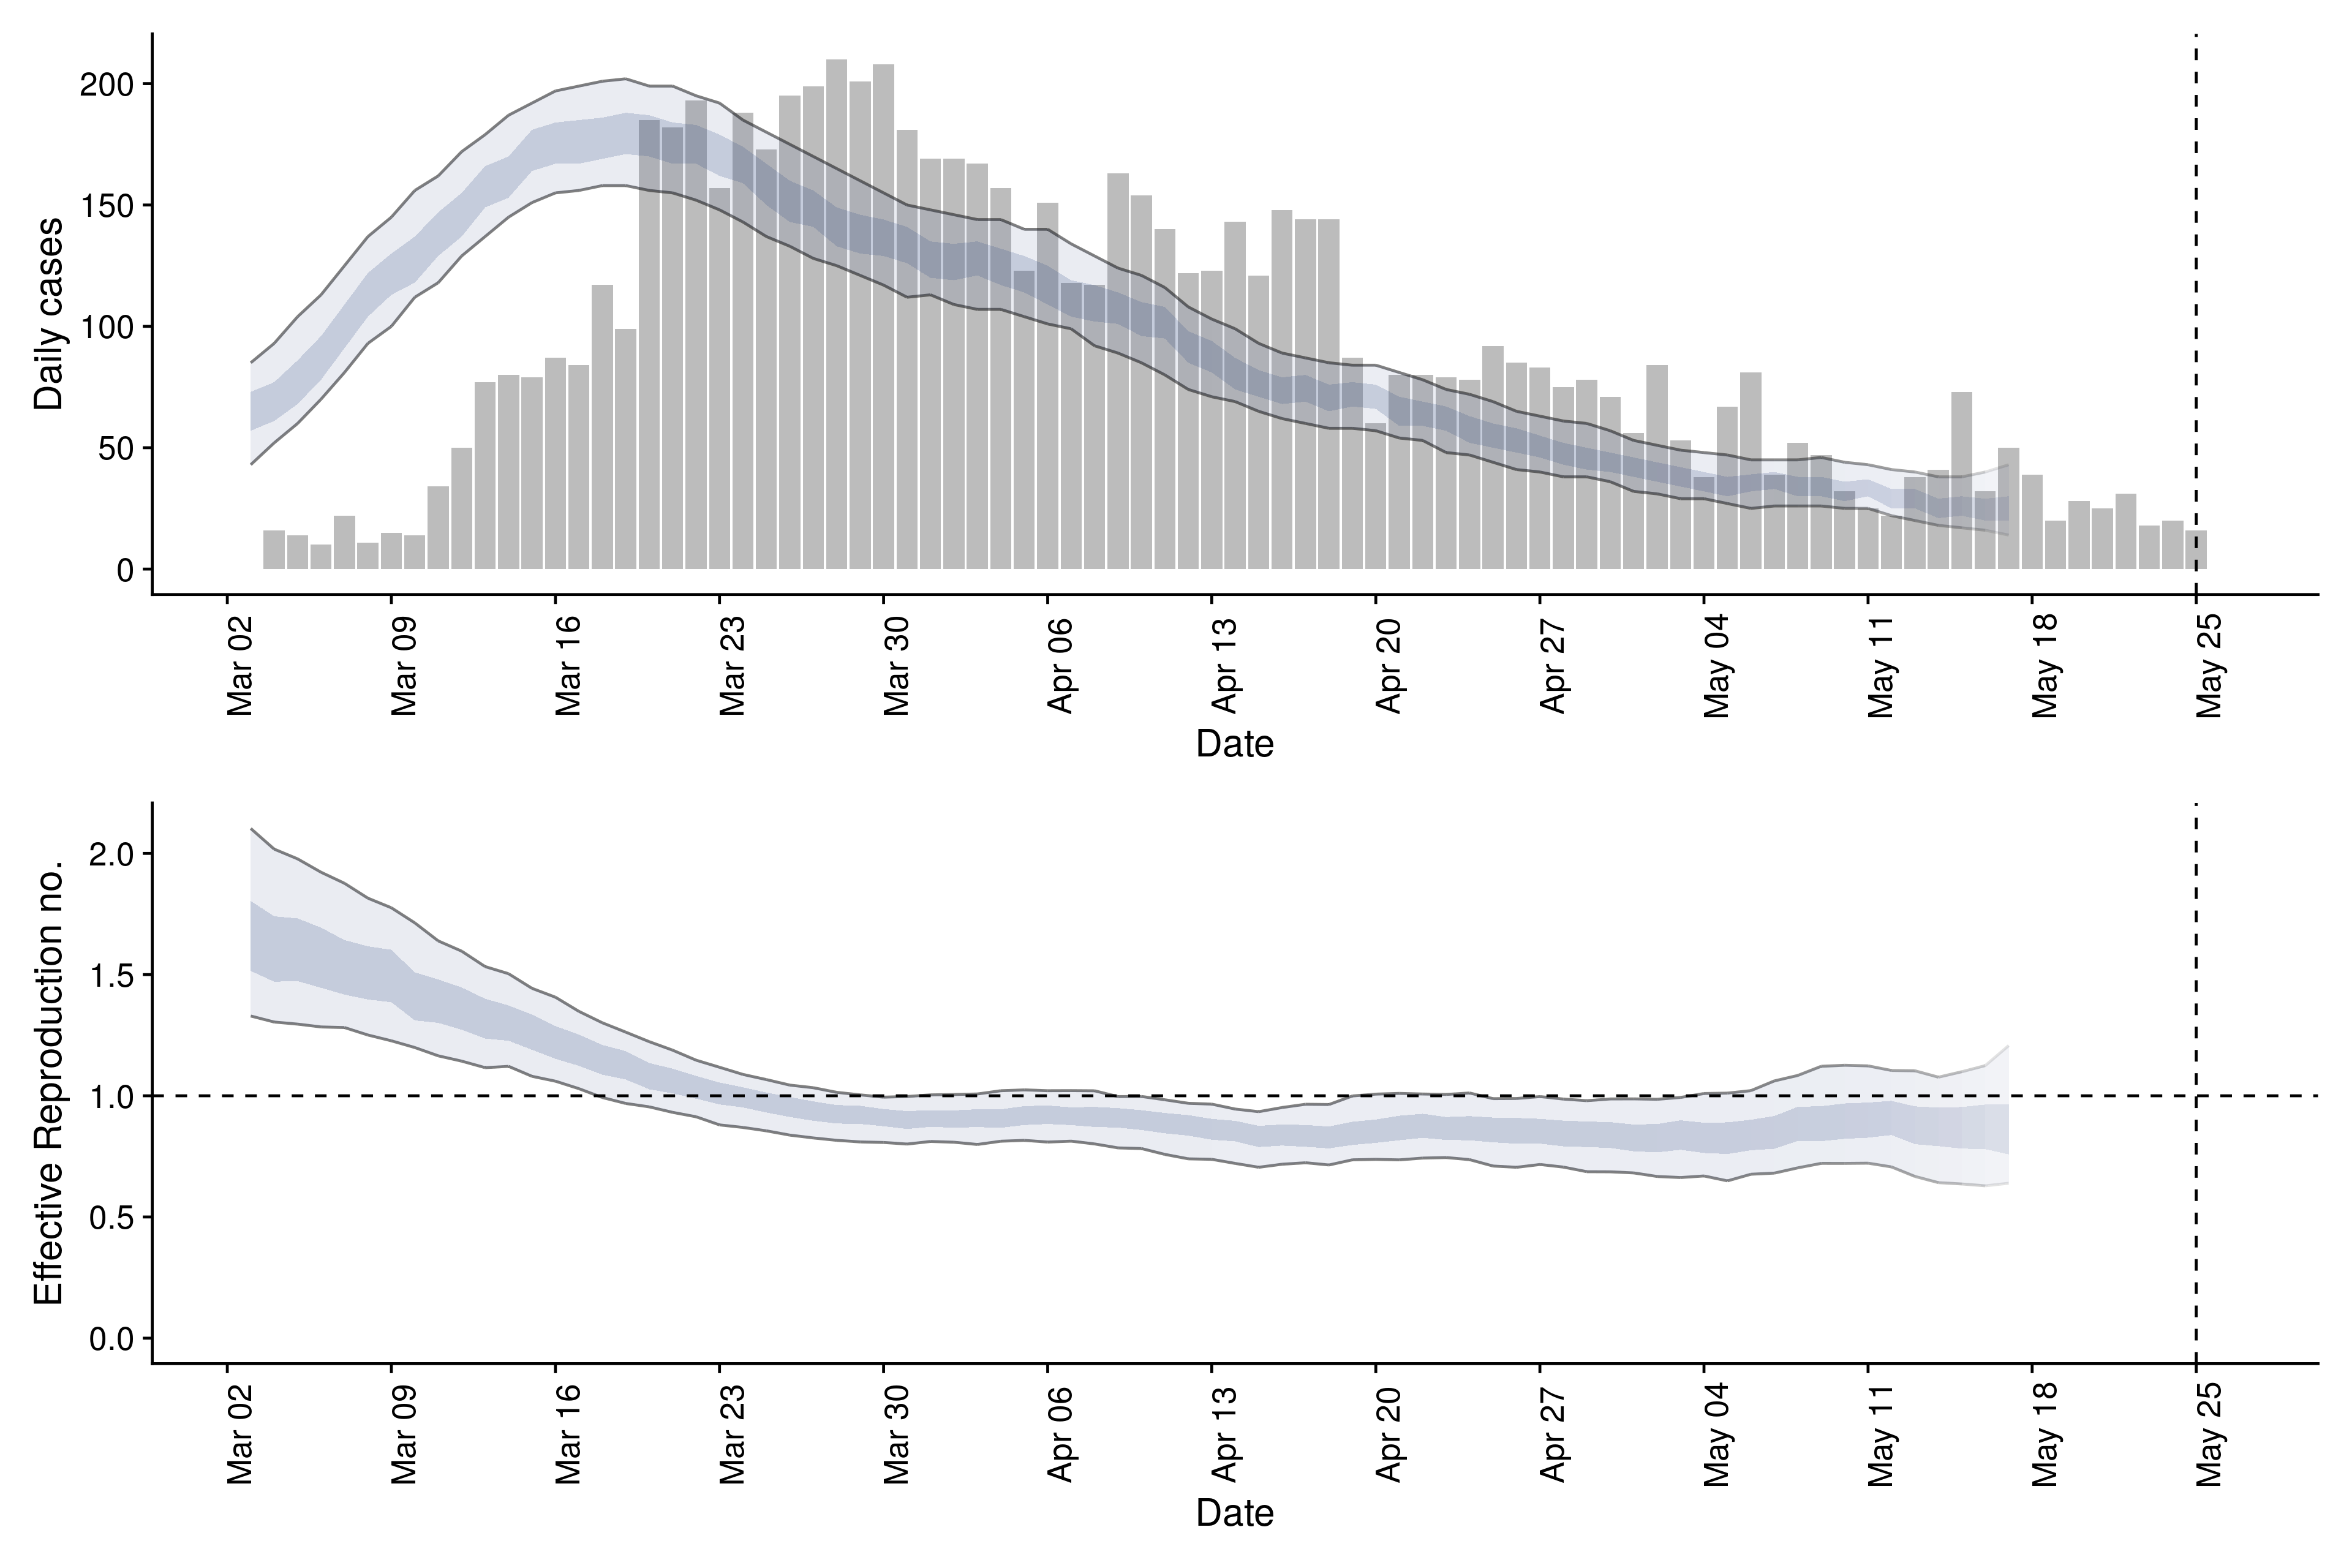 Daily cases
200
150
100
50
0
Mar 02
Mar 09
Mar 16
Mar 23
Mar 30
Apr 06
Apr 13
Apr 20
Apr 27
May 04
May 11
May 18
May 25
Date
Effective Reproduction no.
2.0
1.5
1.0
0.5
0.0
Mar 02
Mar 09
Mar 16
Mar 23
Mar 30
Apr 06
Apr 13
Apr 20
Apr 27
May 04
May 11
May 18
May 25
Date